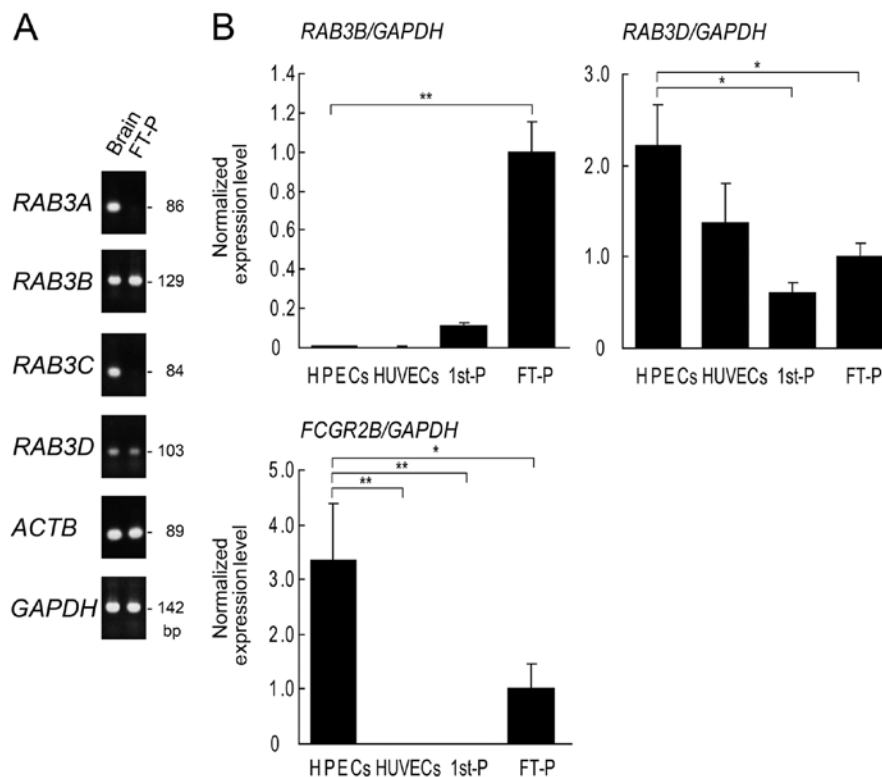 A
Brain
FT-P
RAB3A - 86
RAB3B - 129
RAB3C - 84
RAB3D - 103
ACTB - 89
GAPDH - 142
bp
B
RAB3B/GAPDH
Normalized
expression level
1.4
1.2
1.0
0.8
0.6
0.4
0.2
0
**
HPECs HUVECs 1st-P FT-P
RAB3D/GAPDH
3.0
2.0
1.0
0
*
*
HPECs HUVECs 1st-P FT-P
FCGR2B/GAPDH
Normalized
expression level
5.0
4.0
3.0
2.0
1.0
0
*
**
**
HPECs HUVECs 1st-P FT-P